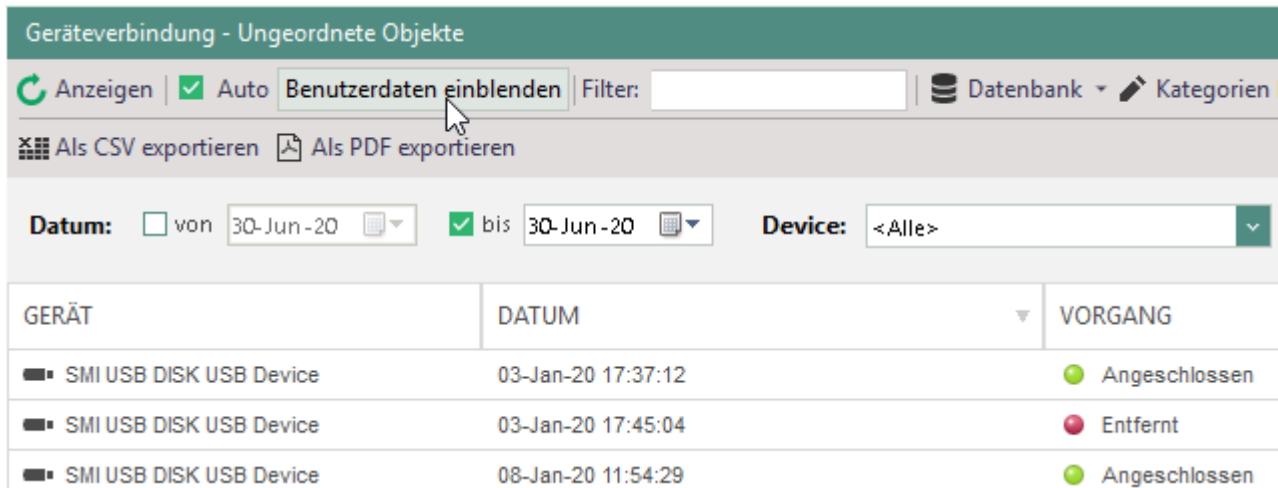 Geräteverbindung - Ungeordnete Objekte
Anzeigen Auto Benutzerdaten einblenden Filter: Datenbank Kategorien
Als CSV exportieren Als PDF exportieren
Datum: von 30-Jun-20 bis 30-Jun-20 Device: <Alle>
GERÄT DATUM VORGANG
SMI USB DISK USB Device 03-Jan-20 17:37:12 Angeschlossen
SMI USB DISK USB Device 03-Jan-20 17:45:04 Entfernt
SMI USB DISK USB Device 08-Jan-20 11:54:29 Angeschlossen